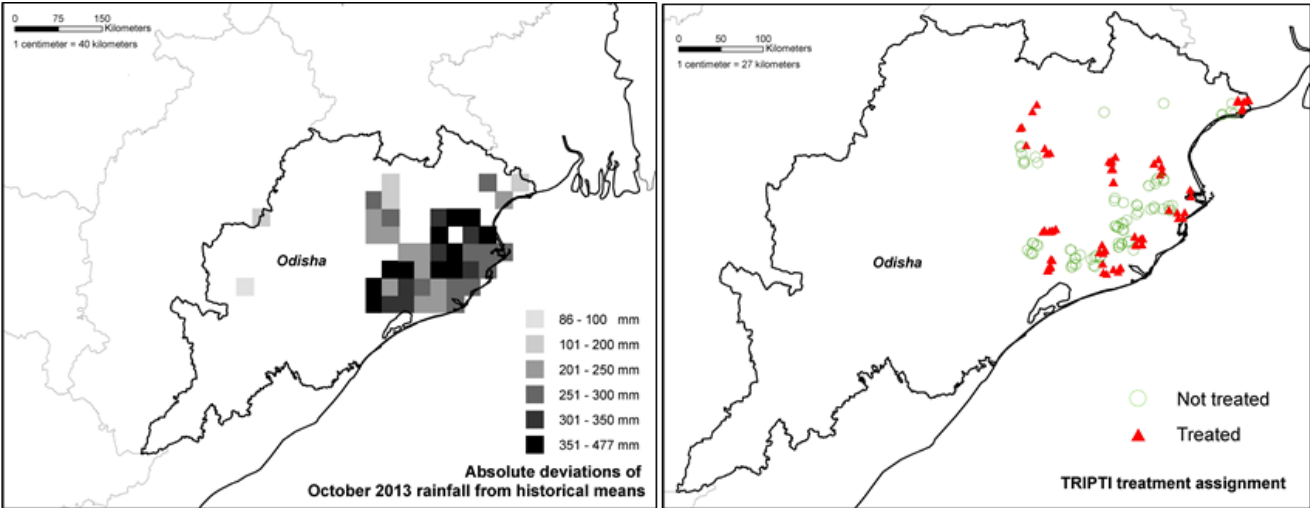 0 75 150
Kilometers
1 centimeter = 40 kilometers
Odisha
86 - 100 mm
101 - 200 mm
201 - 250 mm
251 - 300 mm
301 - 350 mm
351 - 477 mm
Absolute deviations of
October 2013 rainfall from historical means
0 50 100
Kilometers
1 centimeter = 27 kilometers
Odisha
Not treated
Treated
TRIPTI treatment assignment